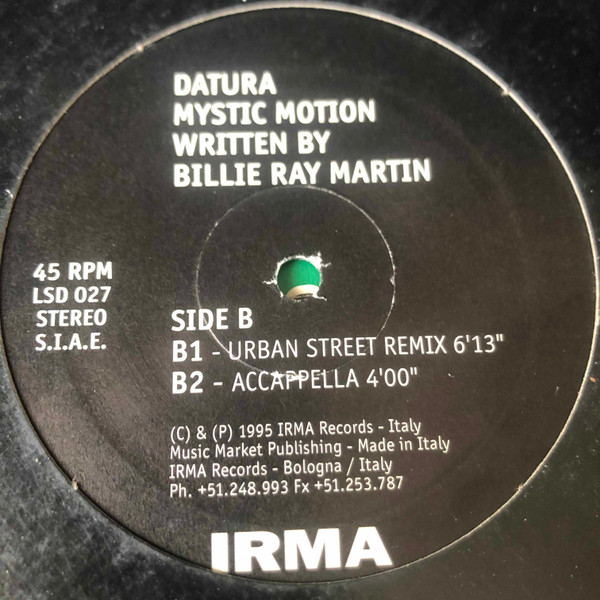 DATURA
MYSTIC MOTION
WRITTEN BY
BILLIE RAY MARTIN
45 RPM
LSD 027
STEREO
S.I.A.E.
SIDE B
B1 - URBAN STREET REMIX 6'13"
B2 - ACCAPPELLA 4'00"
(C) & (P) 1995 IRMA Records - Italy
Music Market Publishing - Made in Italy
IRMA Records - Bologna / Italy
Ph. +51.248.993 Fx +51.253.787
IRMA